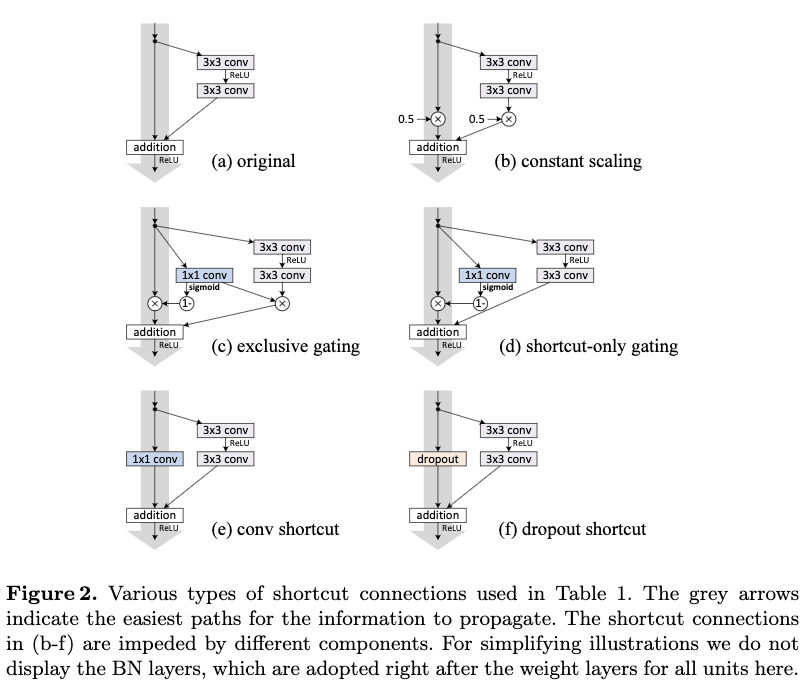 3x3 conv
ReLU
3x3 conv
addition
ReLU
(a) original
3x3 conv
ReLU
3x3 conv
0.5
0.5
addition
ReLU
(b) constant scaling
3x3 conv
ReLU
1x1 conv
3x3 conv
sigmoid
1-
addition
ReLU
(c) exclusive gating
3x3 conv
ReLU
1x1 conv
3x3 conv
sigmoid
1-
addition
ReLU
(d) shortcut-only gating
3x3 conv
ReLU
1x1 conv
3x3 conv
addition
ReLU
(e) conv shortcut
3x3 conv
ReLU
dropout
3x3 conv
addition
ReLU
(f) dropout shortcut
Figure 2. Various types of shortcut connections used in Table 1. The grey arrows
indicate the easiest paths for the information to propagate. The shortcut connections
in (b-f) are impeded by different components. For simplifying illustrations we do not
display the BN layers, which are adopted right after the weight layers for all units here.